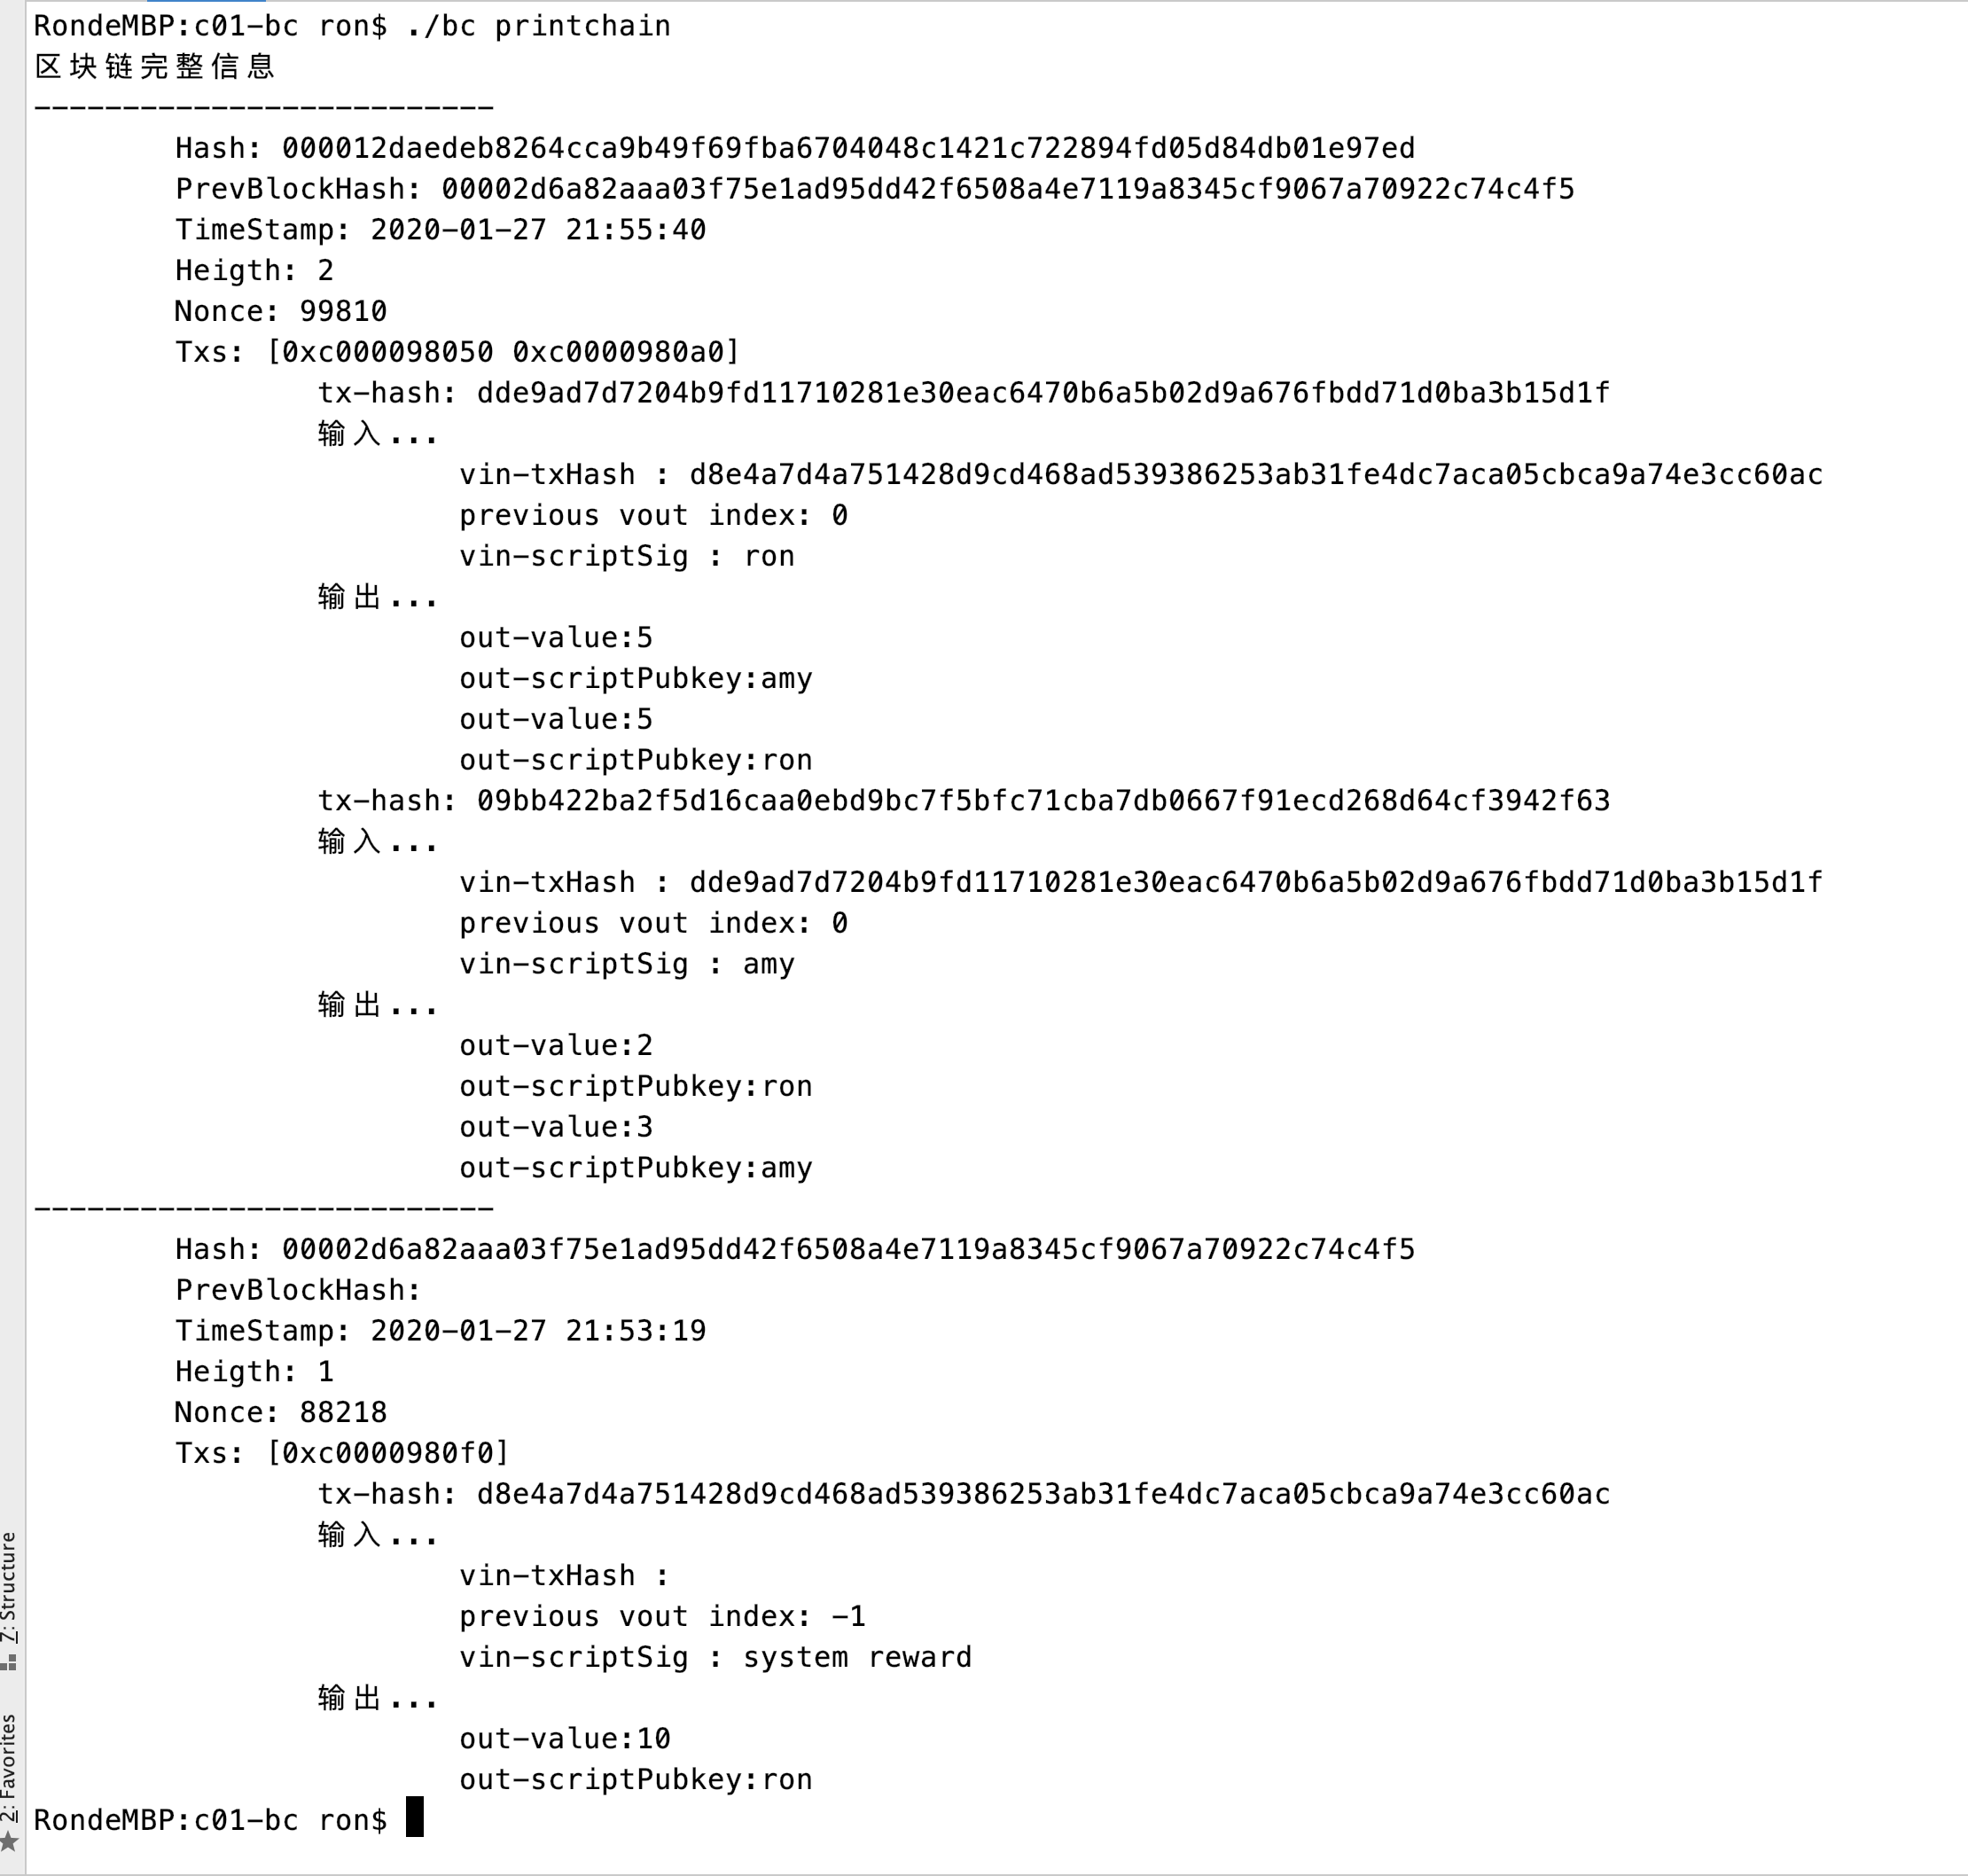 RondeMBP:c01-bc ron$ ./bc printchain
区块链完整信息
--------------------------
Hash: 000012daedeb8264cca9b49f69fba6704048c1421c722894fd05d84db01e97ed
PrevBlockHash: 00002d6a82aaa03f75e1ad95dd42f6508a4e7119a8345cf9067a70922c74c4f5
TimeStamp: 2020-01-27 21:55:40
Heigth: 2
Nonce: 99810
Txs: [0xc000098050 0xc0000980a0]
tx-hash: dde9ad7d7204b9fd11710281e30eac6470b6a5b02d9a676fbdd71d0ba3b15d1f
输入...
vin-txHash : d8e4a7d4a751428d9cd468ad539386253ab31fe4dc7aca05cbca9a74e3cc60ac
previous vout index: 0
vin-scriptSig : ron
输出...
out-value:5
out-scriptPubkey:amy
out-value:5
out-scriptPubkey:ron
tx-hash: 09bb422ba2f5d16caa0ebd9bc7f5bfc71cba7db0667f91ecd268d64cf3942f63
输入...
vin-txHash : dde9ad7d7204b9fd11710281e30eac6470b6a5b02d9a676fbdd71d0ba3b15d1f
previous vout index: 0
vin-scriptSig : amy
输出...
out-value:2
out-scriptPubkey:ron
out-value:3
out-scriptPubkey:amy
--------------------------
Hash: 00002d6a82aaa03f75e1ad95dd42f6508a4e7119a8345cf9067a70922c74c4f5
PrevBlockHash:
TimeStamp: 2020-01-27 21:53:19
Heigth: 1
Nonce: 88218
Txs: [0xc0000980f0]
tx-hash: d8e4a7d4a751428d9cd468ad539386253ab31fe4dc7aca05cbca9a74e3cc60ac
输入...
vin-txHash :
previous vout index: -1
vin-scriptSig : system reward
输出...
out-value:10
out-scriptPubkey:ron
RondeMBP:c01-bc ron$
7: Structure
2: Favorites